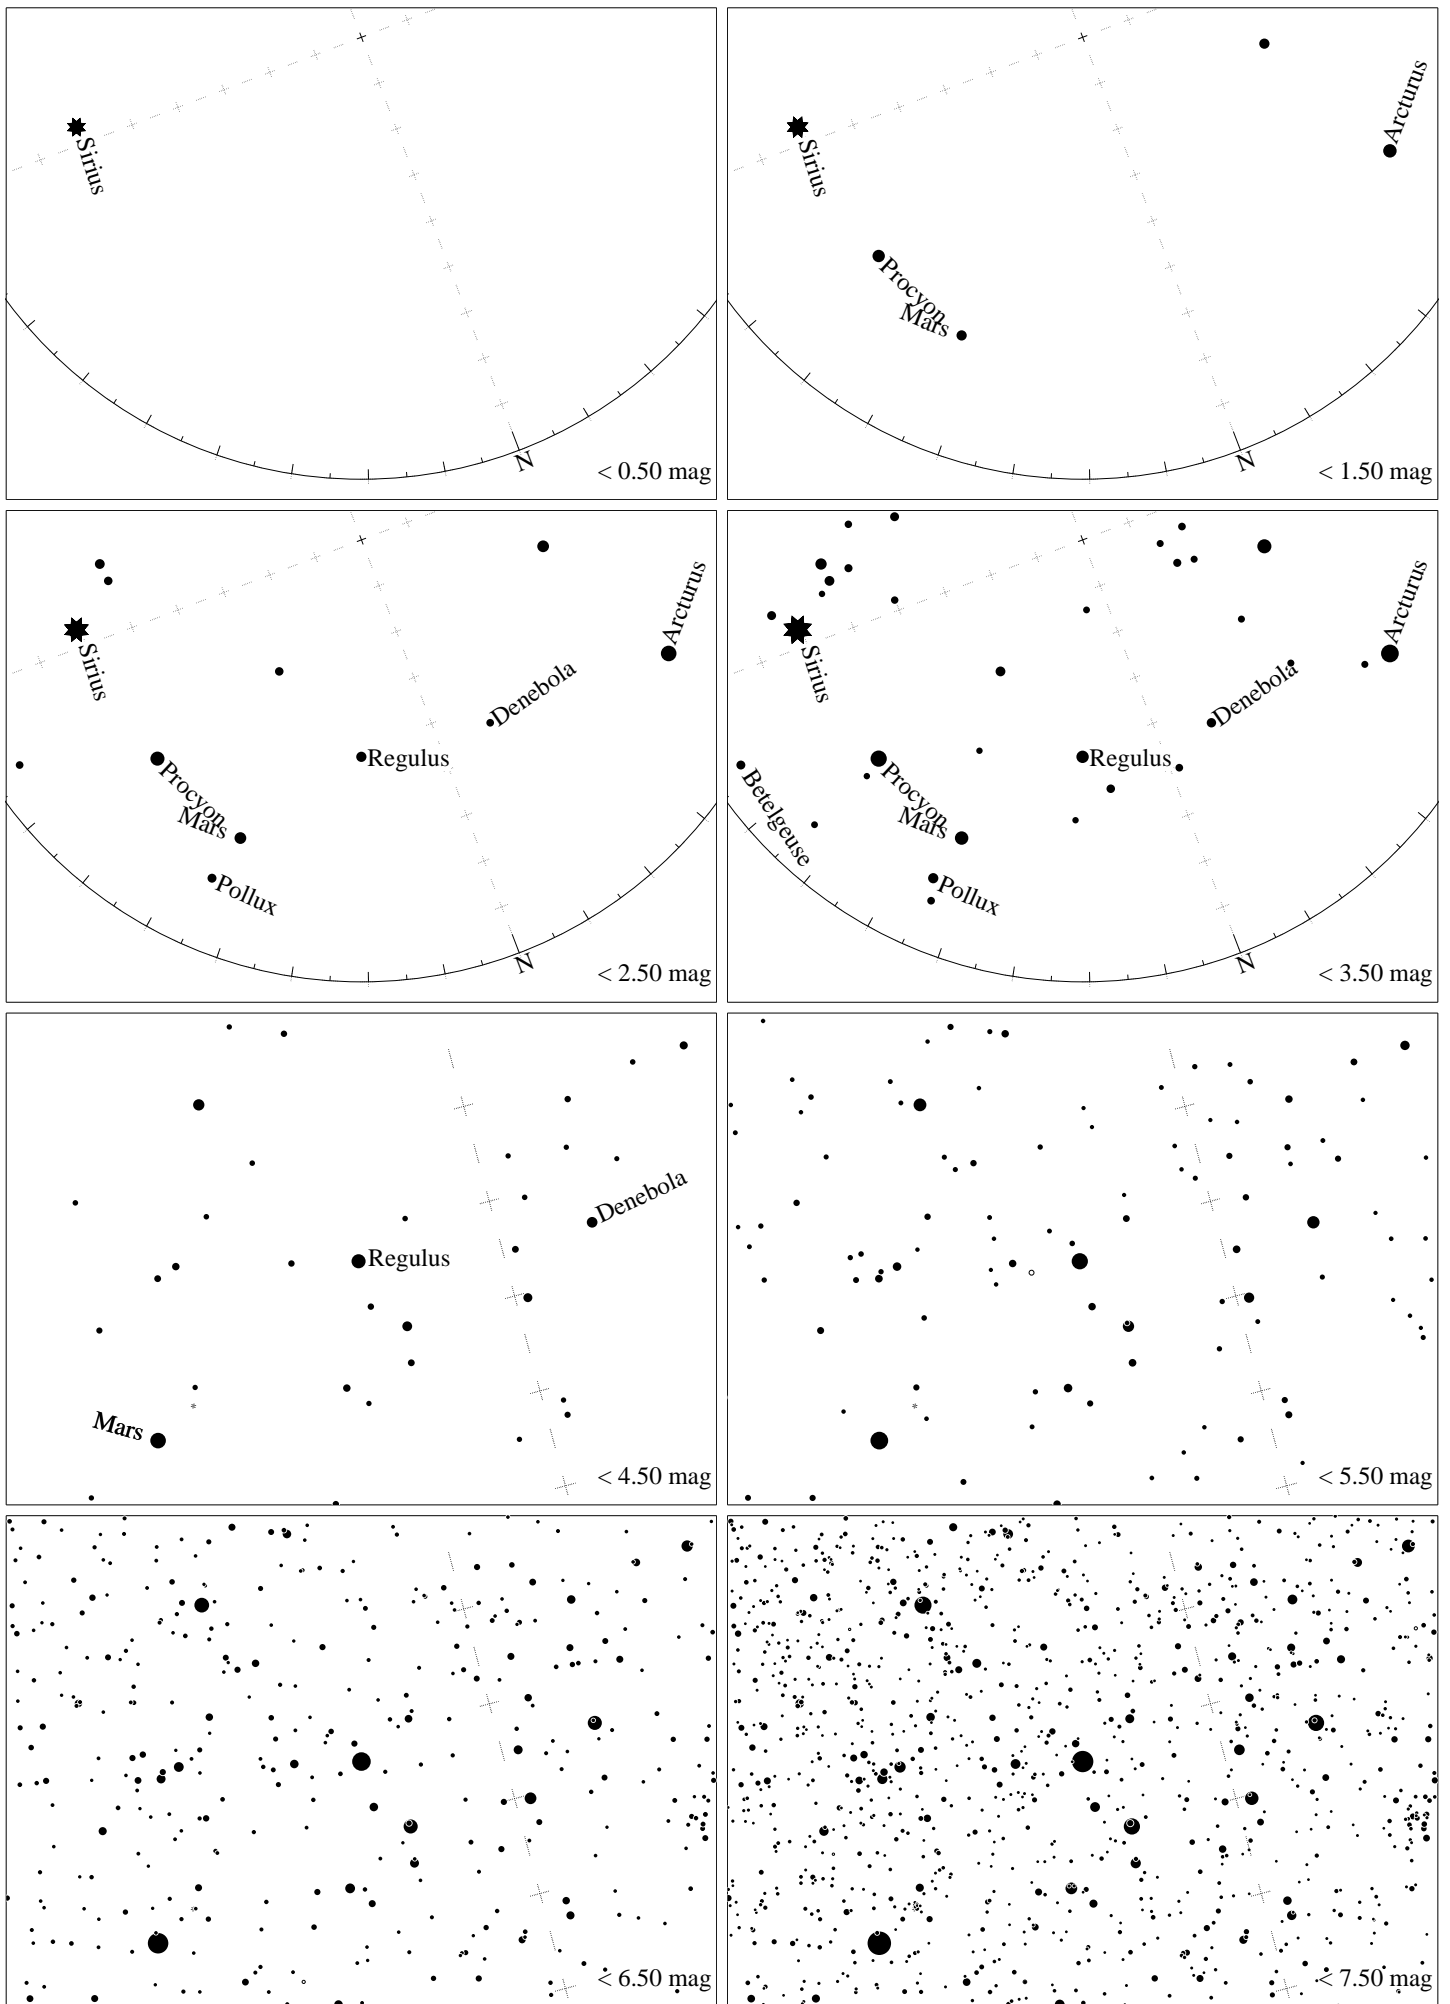 Sirius
N
< 0.50 mag
Arcturus
Sirius
Procyon
Mars
N
< 1.50 mag
Arcturus
Sirius
Denebola
Regulus
Procyon
Mars
Pollux
N
< 2.50 mag
Arcturus
Sirius
Denebola
Regulus
Betelgeuse
Procyon
Mars
Pollux
N
< 3.50 mag
Denebola
Regulus
Mars
< 4.50 mag
< 5.50 mag
< 6.50 mag
< 7.50 mag